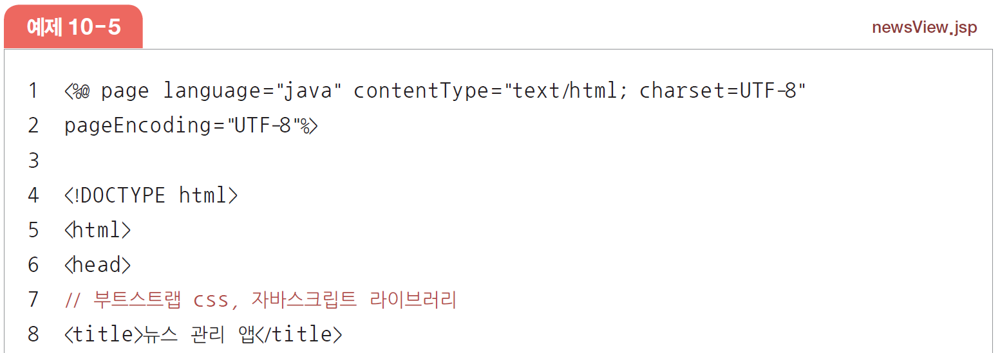 예제 10-5
newsView.jsp
1 <%@ page language="java" contentType="text/html; charset=UTF-8"
2 pageEncoding="UTF-8"%>
3
4 <!DOCTYPE html>
5 <html>
6 <head>
7 // 부트스트랩 css, 자바스크립트 라이브러리
8 <title>뉴스 관리 앱</title>